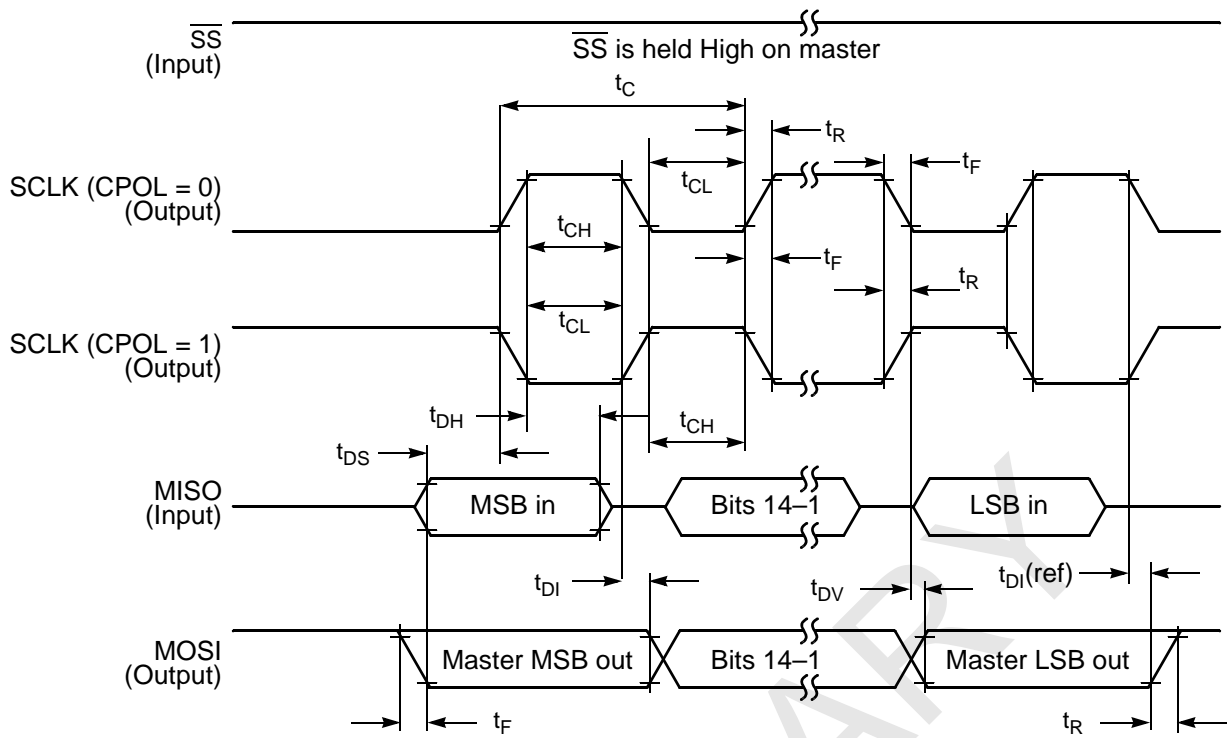 SS
(Input)
SS is held High on master
tC
tR
tF
SCLK (CPOL = 0)
(Output)
tCL
tCH
tF
tR
tCL
SCLK (CPOL = 1)
(Output)
tDH
tCH
tDS
MISO
(Input)
MSB in
Bits 14–1
LSB in
tDI
tDV
tDI(ref)
MOSI
(Output)
Master MSB out
Bits 14–1
Master LSB out
tF
tR
ARY